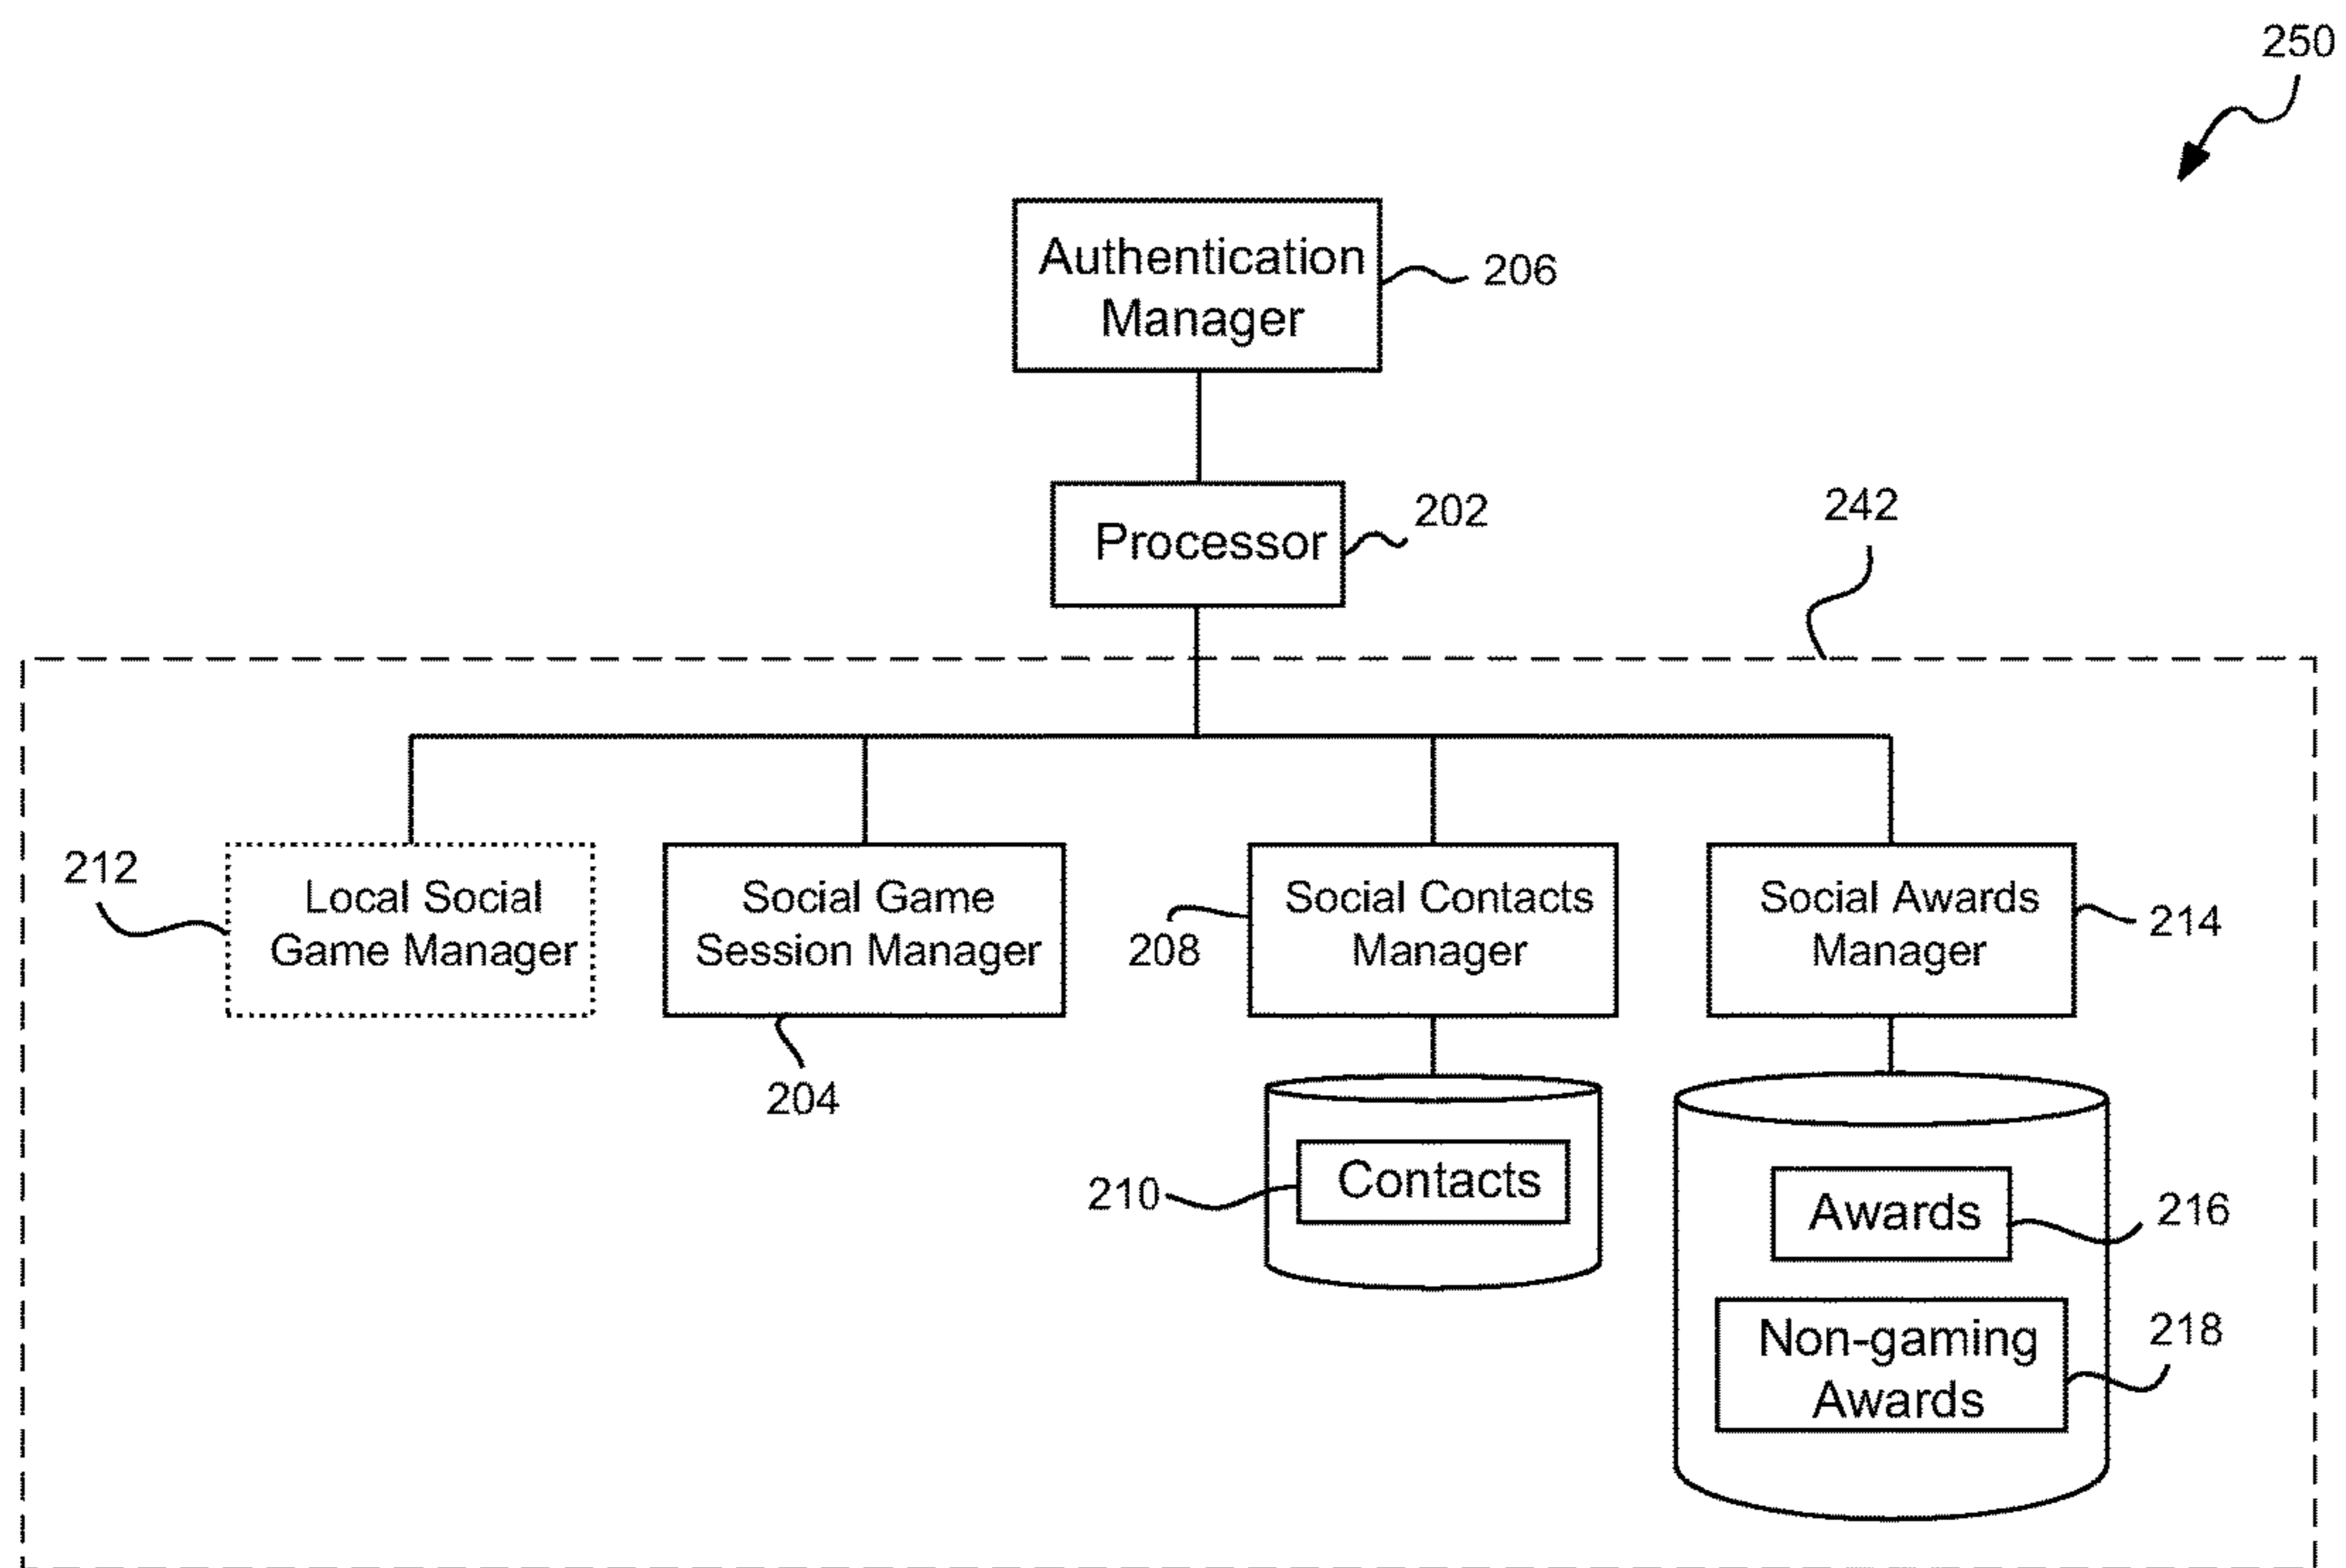 250
Authentication
Manager
206
Processor
202
242
212
Local Social
Game Manager
Social Game
Session Manager
204
Social Contacts
Manager
208
Social Awards
Manager
214
210
Contacts
Awards
216
Non-gaming
Awards
218